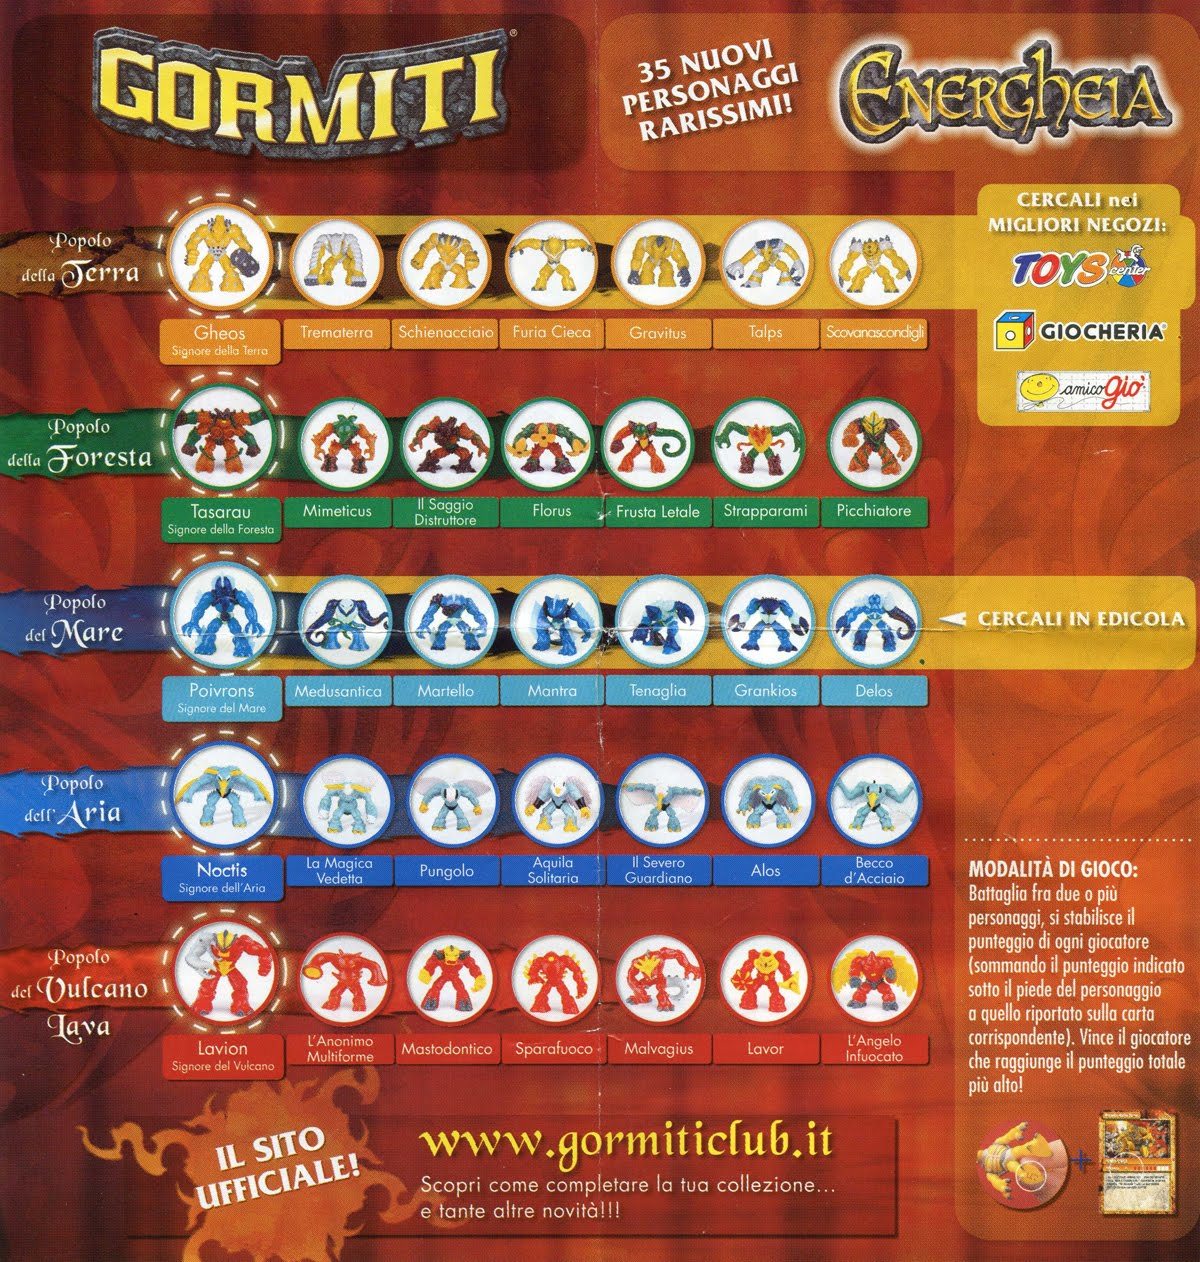 GORMITI®
35 NUOVI
PERSONAGGI
RARISSIMI!
ENERGHEIA
CERCALI nei
MIGLIORI NEGOZI:
TOYS center
GIOCHERIA®
amico giò
Popolo
della Terra
Gheos
Signore della Terra
Trematerra
Schienacciaio
Furia Cieca
Gravitus
Talps
Scovanascondigli
Popolo
della Foresta
Tasarau
Signore della Foresta
Mimeticus
Il Saggio
Distruttore
Florus
Frusta Letale
Strapparami
Picchiatore
Popolo
del Mare
CERCALI IN EDICOLA
Poivrons
Signore del Mare
Medusantica
Martello
Mantra
Tenaglia
Grankios
Delos
Popolo
dell'Aria
Noctis
Signore dell'Aria
La Magica
Vedetta
Pungolo
Aquila
Solitaria
Il Severo
Guardiano
Alos
Becco
d'Acciaio
Popolo
del Vulcano
Lava
Lavion
Signore del Vulcano
L'Anonimo
Multiforme
Mastodontico
Sparafuoco
Malvagius
Lavor
L'Angelo
Infuocato
MODALITÀ DI GIOCO:
Battaglia fra due o più
personaggi, si stabilisce il
punteggio di ogni giocatore
(sommando il punteggio indicato
sotto il piede del personaggio
a quello riportato sulla carta
corrispondente). Vince il giocatore
che raggiunge il punteggio totale
più alto!
IL SITO
UFFICIALE!
www.gormiticlub.it
Scopri come completare la tua collezione...
e tante altre novità!!!